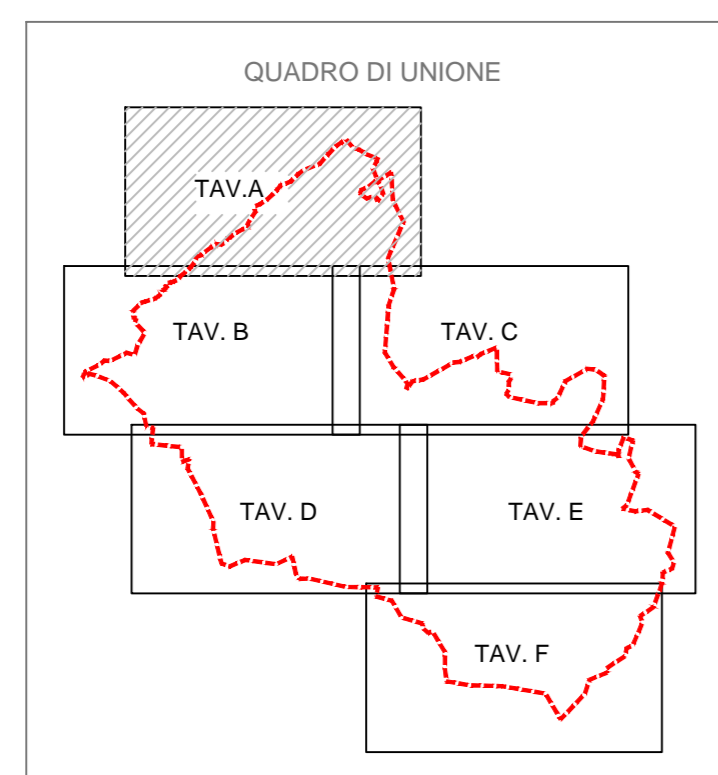 QUADRO DI UNIONE
TAV.A
TAV. B
TAV. C
TAV. D
TAV. E
TAV. F